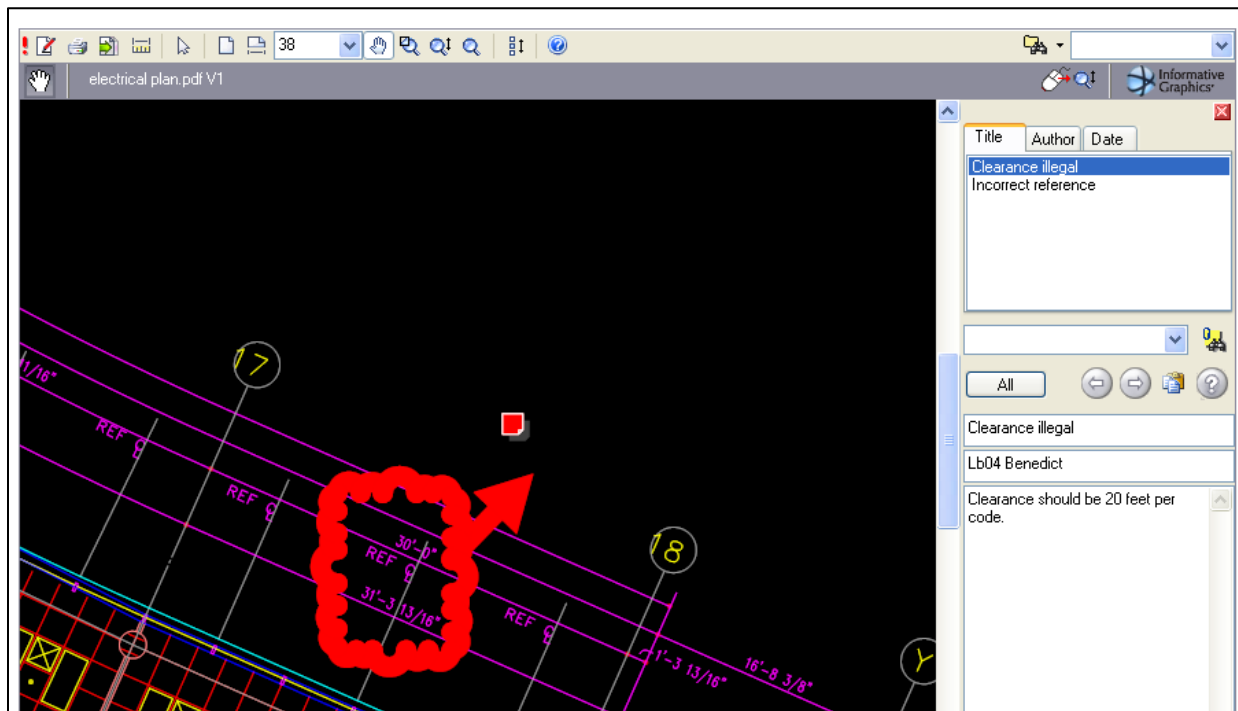 38
electrical plan.pdf V1
Informative
Graphics
Title Author Date
Clearance illegal
Incorrect reference
All
Clearance illegal
Lb04 Benedict
Clearance should be 20 feet per
code.
17
1/16"
REF
REF
30'-0"
REF
31'-3 13/16"
REF
18
1'-3 13/16"
16'-8 3/8"
Y